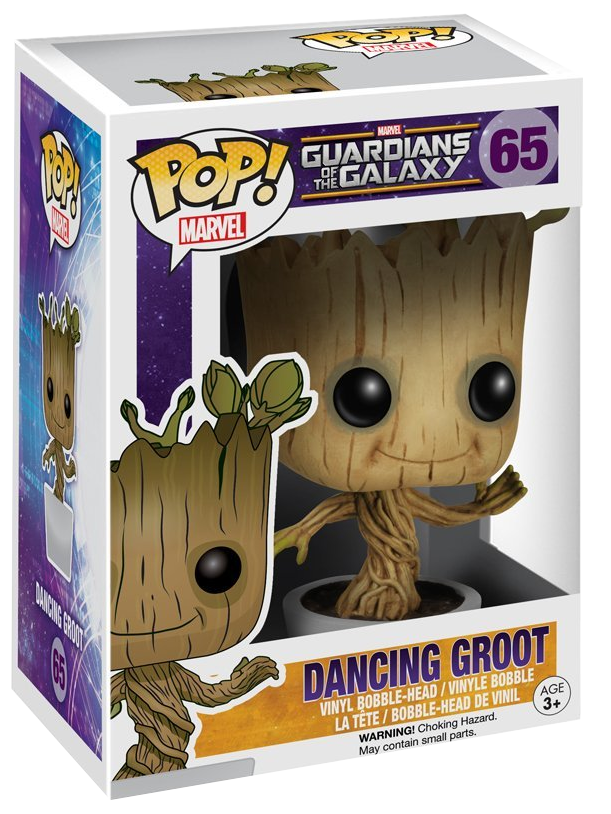 POP!
MARVEL
POP!
MARVEL
MARVEL
GUARDIANS
OF THE GALAXY
65
POP!
MARVEL
DANCING GROOT
65
DANCING GROOT
VINYL BOBBLE-HEAD / VINYLE BOBBLE
LA TÊTE / BOBBLE-HEAD DE VINIL
WARNING! Choking Hazard.
May contain small parts.
AGE
3+